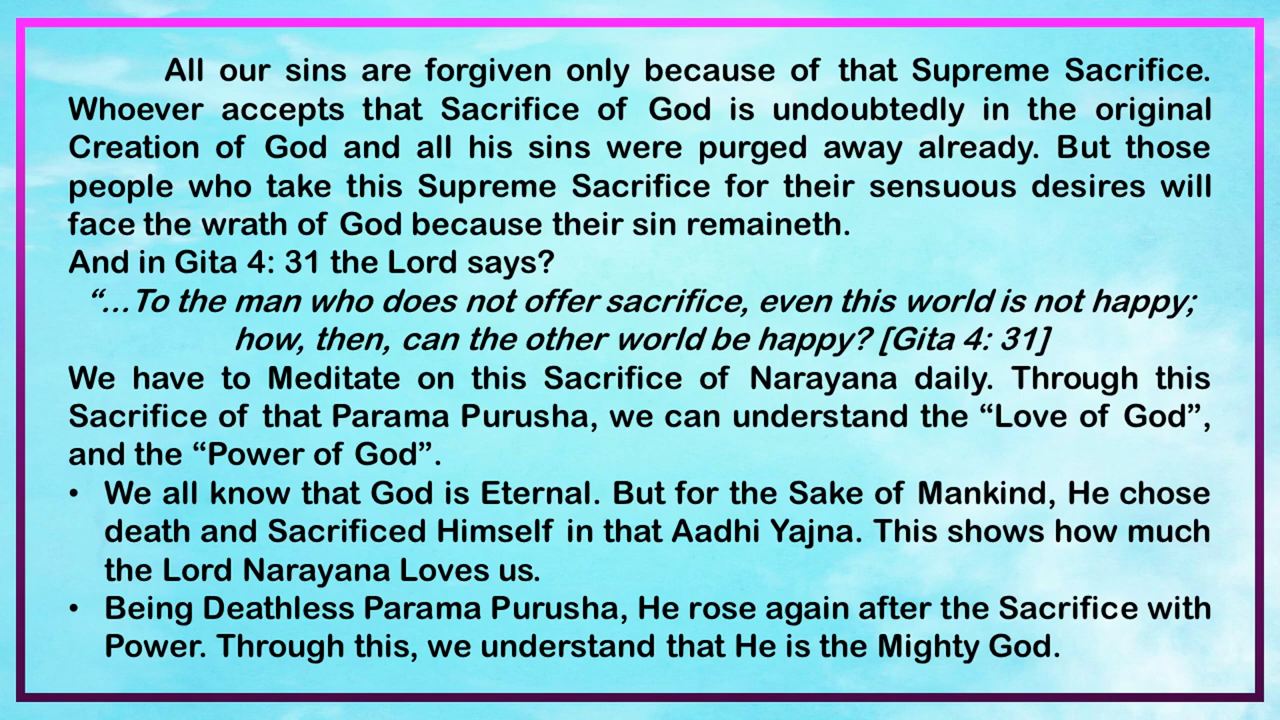 All our sins are forgiven only because of that Supreme Sacrifice.
Whoever accepts that Sacrifice of God is undoubtedly in the original
Creation of God and all his sins were purged away already. But those
people who take this Supreme Sacrifice for their sensuous desires will
face the wrath of God because their sin remaineth.
And in Gita 4: 31 the Lord says?
“...To the man who does not offer sacrifice, even this world is not happy;
how, then, can the other world be happy? [Gita 4: 31]
We have to Meditate on this Sacrifice of Narayana daily. Through this
Sacrifice of that Parama Purusha, we can understand the “Love of God”,
and the “Power of God”.
• We all know that God is Eternal. But for the Sake of Mankind, He chose
death and Sacrificed Himself in that Aadhi Yajna. This shows how much
the Lord Narayana Loves us.
• Being Deathless Parama Purusha, He rose again after the Sacrifice with
Power. Through this, we understand that He is the Mighty God.